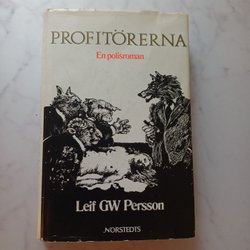 PROFITÖRERNA
En polisroman
Leif GW Persson
NORSTEDTS